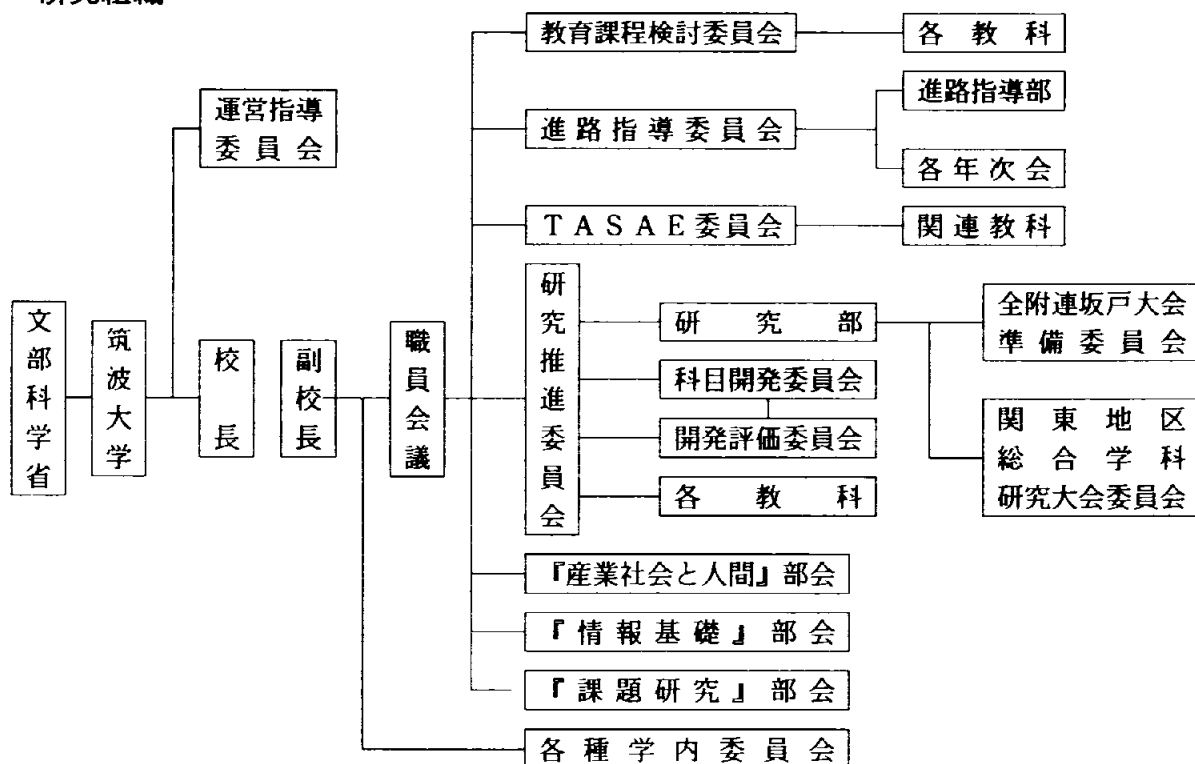 研究組織
教育課程検討委員会
各教科
運営指導
委員会
進路指導委員会
進路指導部
各年次会
TASAE委員会
関連教科
文部科学省
筑波大学
校長
副校長
職員会議
研究推進委員会
研究部
全附連坂戸大会
準備委員会
科目開発委員会
開発評価委員会
関東地区
総合学科
研究大会委員会
各教科
『産業社会と人間』部会
『情報基礎』部会
『課題研究』部会
各種学内委員会